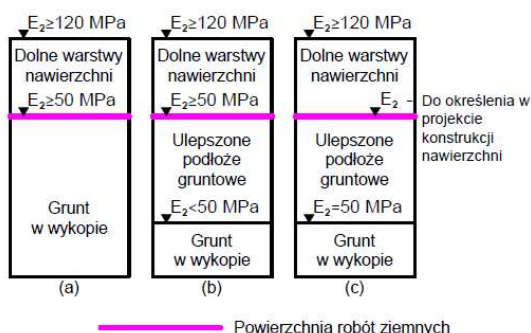 E₂≥120 MPa
Dolne warstwy
nawierzchni
E₂≥50 MPa
Grunt
w wykopie
(a)
E₂≥120 MPa
Dolne warstwy
nawierzchni
E₂≥50 MPa
Ulepszone
podłoże
gruntowe
E₂<50 MPa
Grunt
w wykopie
(b)
E₂≥120 MPa
Dolne warstwy
nawierzchni
E₂ - Do określenia w
projekcie
konstrukcji
nawierzchni
Ulepszone
podłoże
gruntowe
E₂=50 MPa
Grunt
w wykopie
(c)
Powierzchnia robót ziemnych